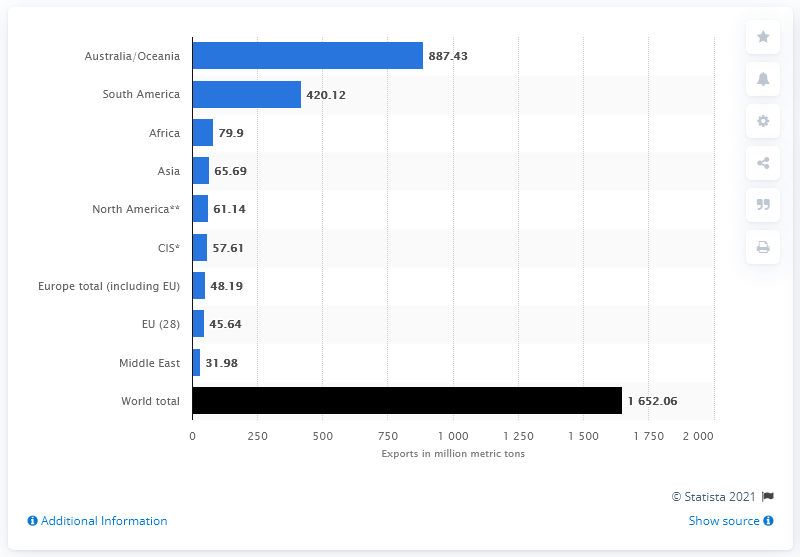 Australia/Oceania 887.43
South America 420.12
Africa 79.9
Asia 65.69
North America** 61.14
CIS* 57.61
Europe total (including EU) 48.19
EU (28) 45.64
Middle East 31.98
World total 1 652.06
0 250 500 750 1 000 1 250 1 500 1 750 2 000
Exports in million metric tons
© Statista 2021
Additional Information Show source